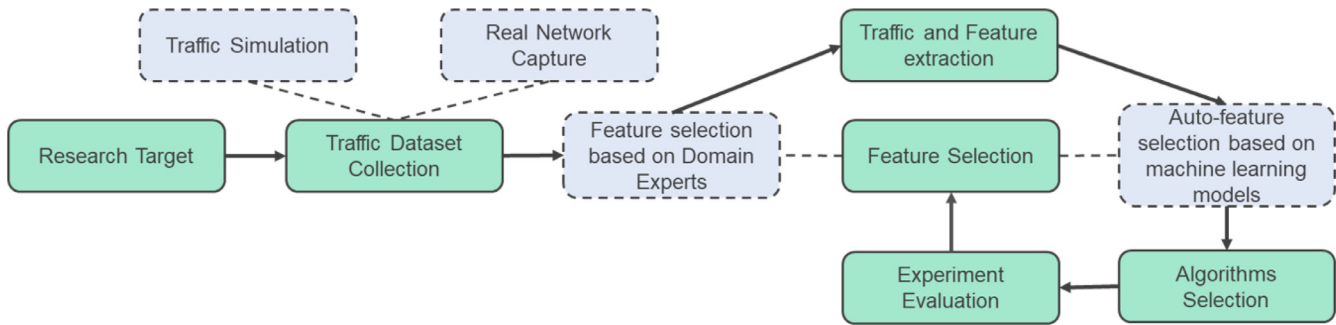 Traffic Simulation
Real Network
Capture
Traffic and Feature
extraction
Research Target
Traffic Dataset
Collection
Feature selection
based on Domain
Experts
Feature Selection
Auto-feature
selection based on
machine learning
models
Experiment
Evaluation
Algorithms
Selection